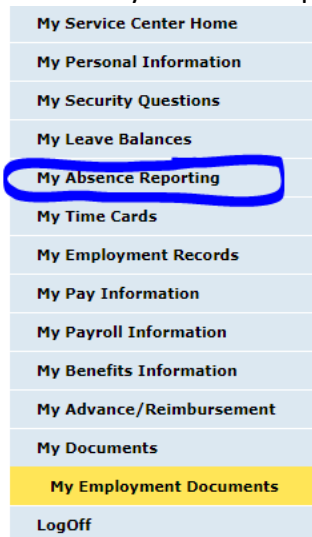 My Service Center Home
My Personal Information
My Security Questions
My Leave Balances
My Absence Reporting
My Time Cards
My Employment Records
My Pay Information
My Payroll Information
My Benefits Information
My Advance/Reimbursement
My Documents
My Employment Documents
LogOff